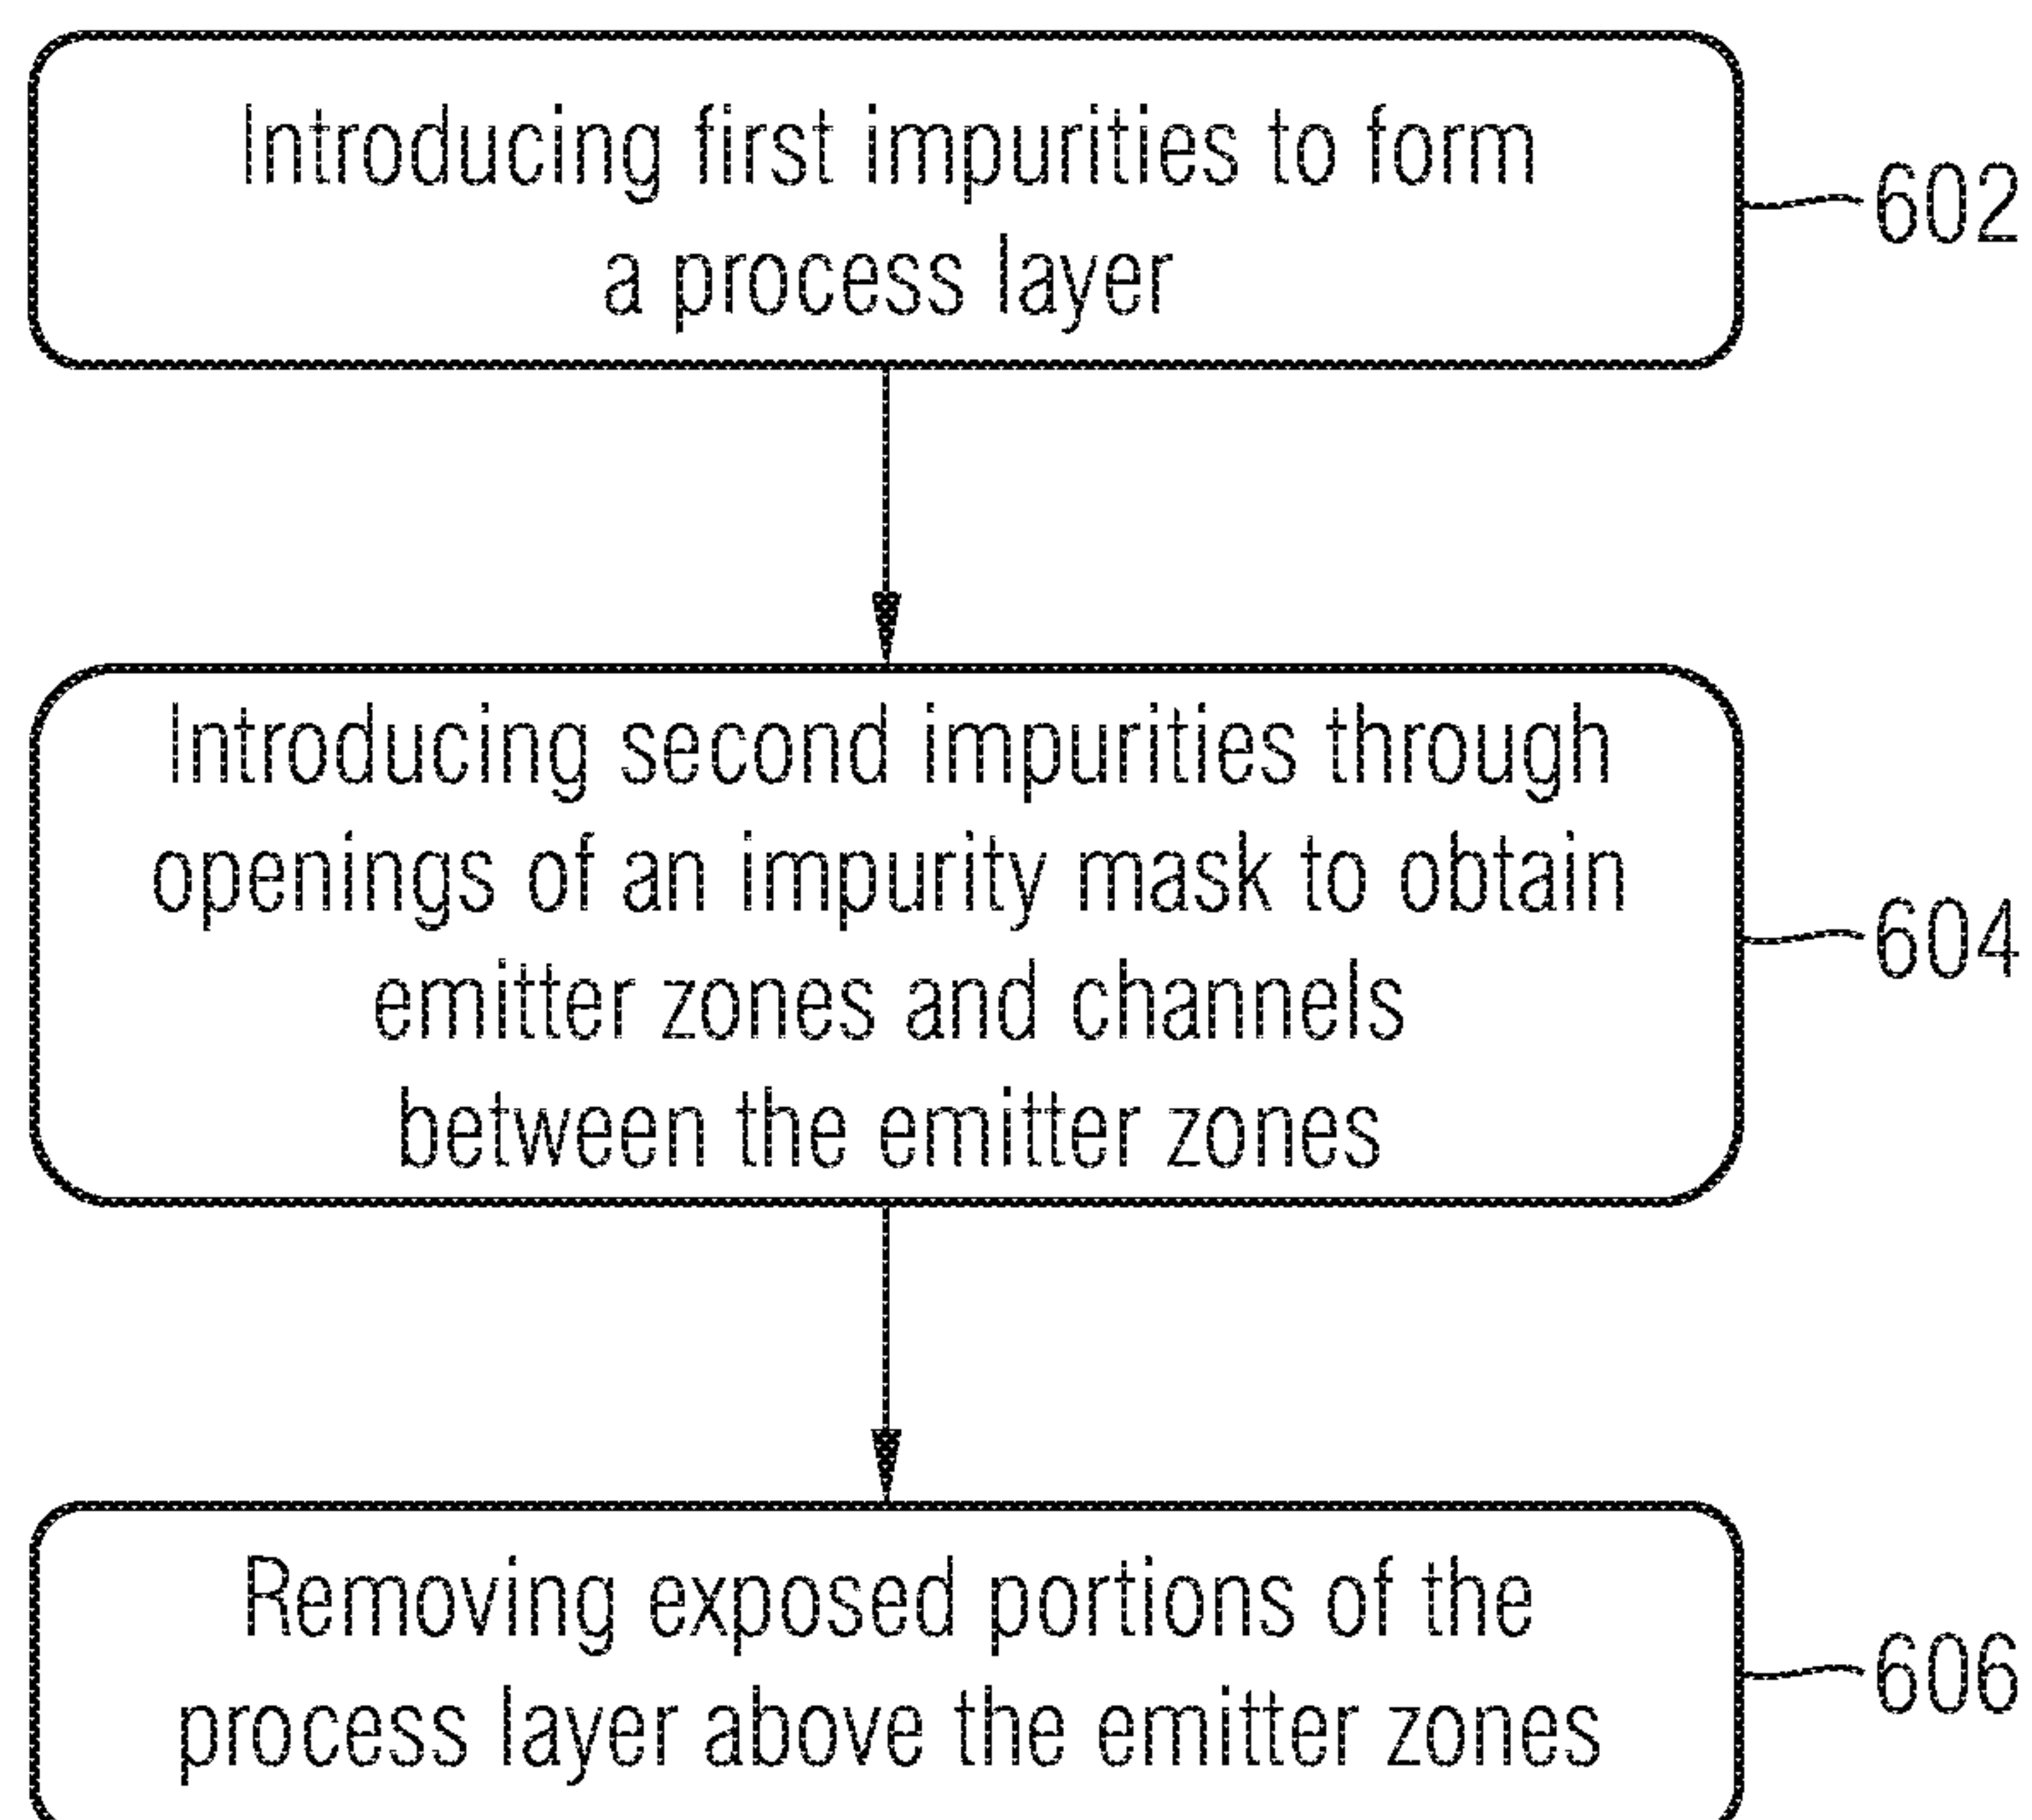 Introducing first impurities to form
a process layer
602
Introducing second impurities through
openings of an impurity mask to obtain
emitter zones and channels
between the emitter zones
604
Removing exposed portions of the
process layer above the emitter zones
606